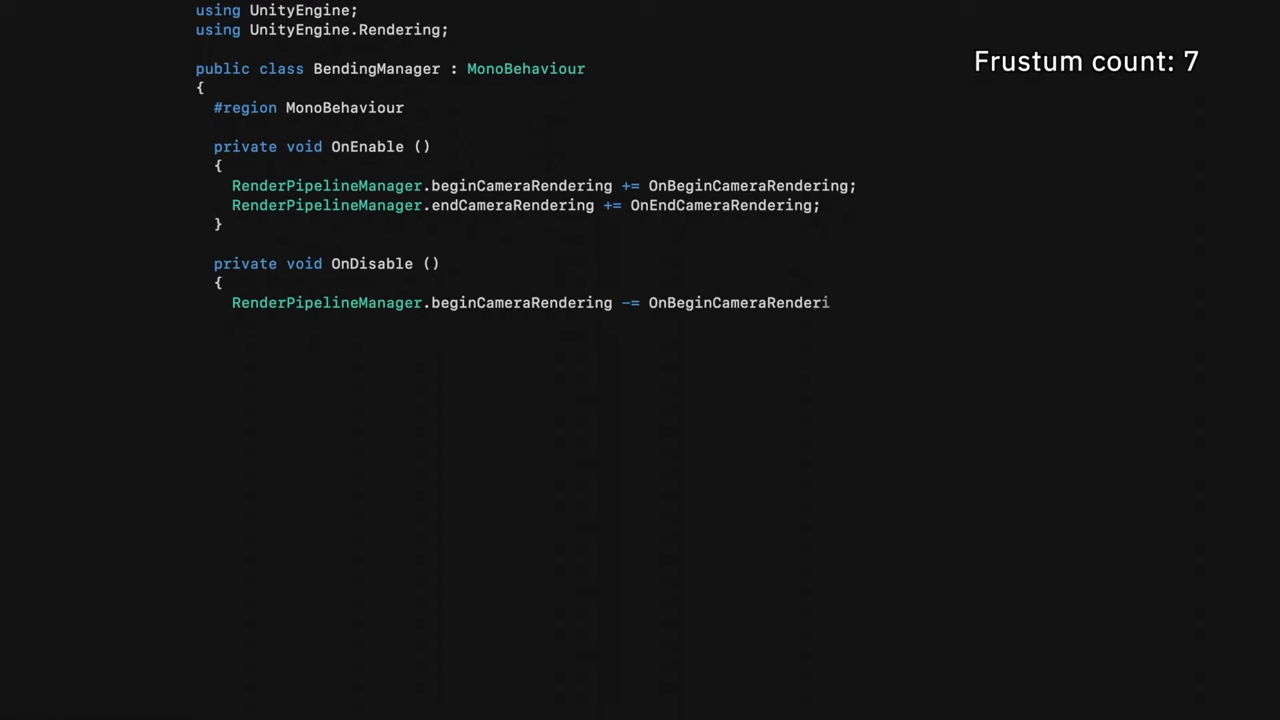 using UnityEngine;
using UnityEngine.Rendering;
Frustum count: 7
public class BendingManager : MonoBehaviour
{
#region MonoBehaviour
private void OnEnable ()
{
RenderPipelineManager.beginCameraRendering += OnBeginCameraRendering;
RenderPipelineManager.endCameraRendering += OnEndCameraRendering;
}
private void OnDisable ()
{
RenderPipelineManager.beginCameraRendering -= OnBeginCameraRenderi